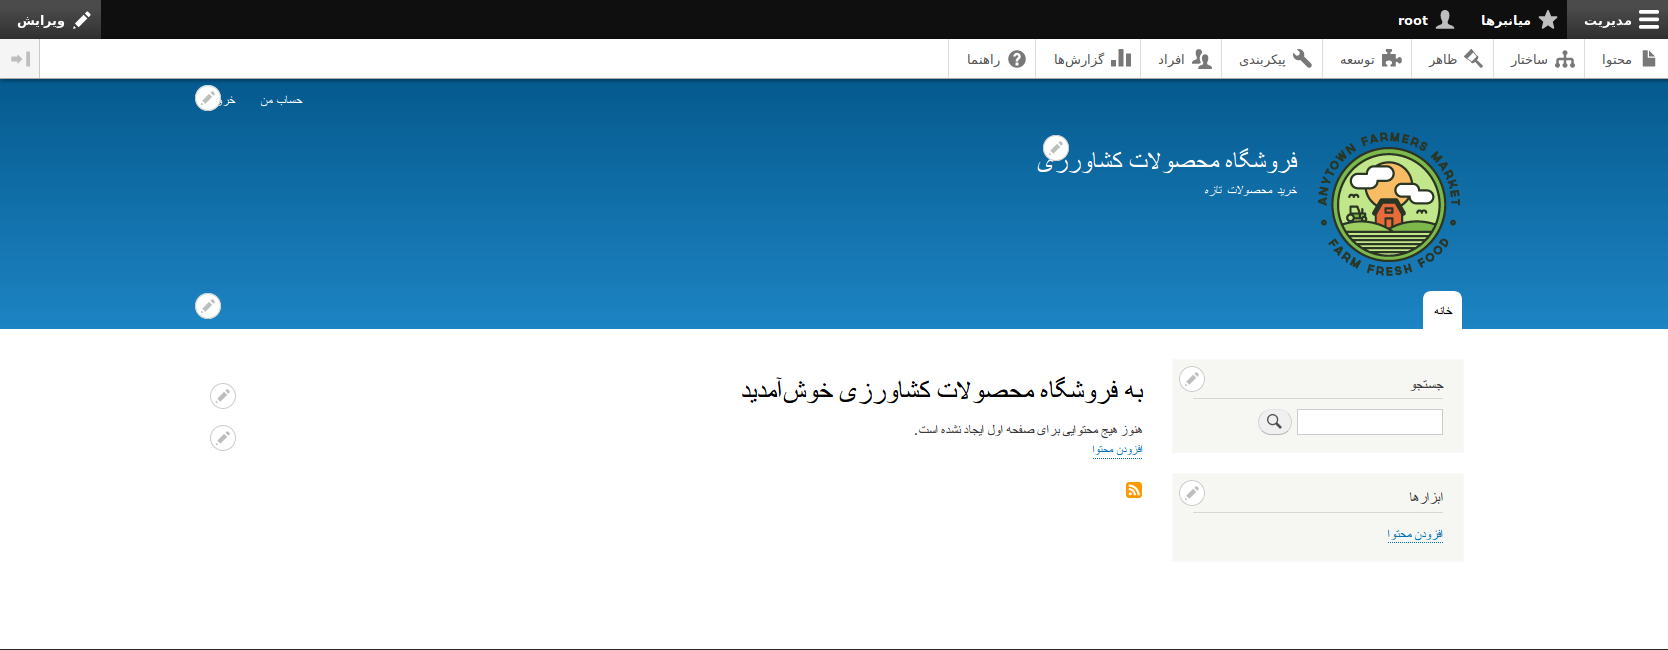 مدیریت
میانبرها
root
ویرایش
محتوا
ساختار
ظاهر
توسعه
پیکربندی
افراد
گزارش‌ها
راهنما
حساب من
ANYTOWN FARMERS MARKET
FARM FRESH FOOD
فروشگاه محصولات کشاورزی
خرید محصولات تازه
خانه
جستجو
ابزارها
افزودن محتوا
به فروشگاه محصولات کشاورزی خوش‌آمدید
هنوز هیچ محتوایی برای صفحه اول ایجاد نشده است.
افزودن محتوا